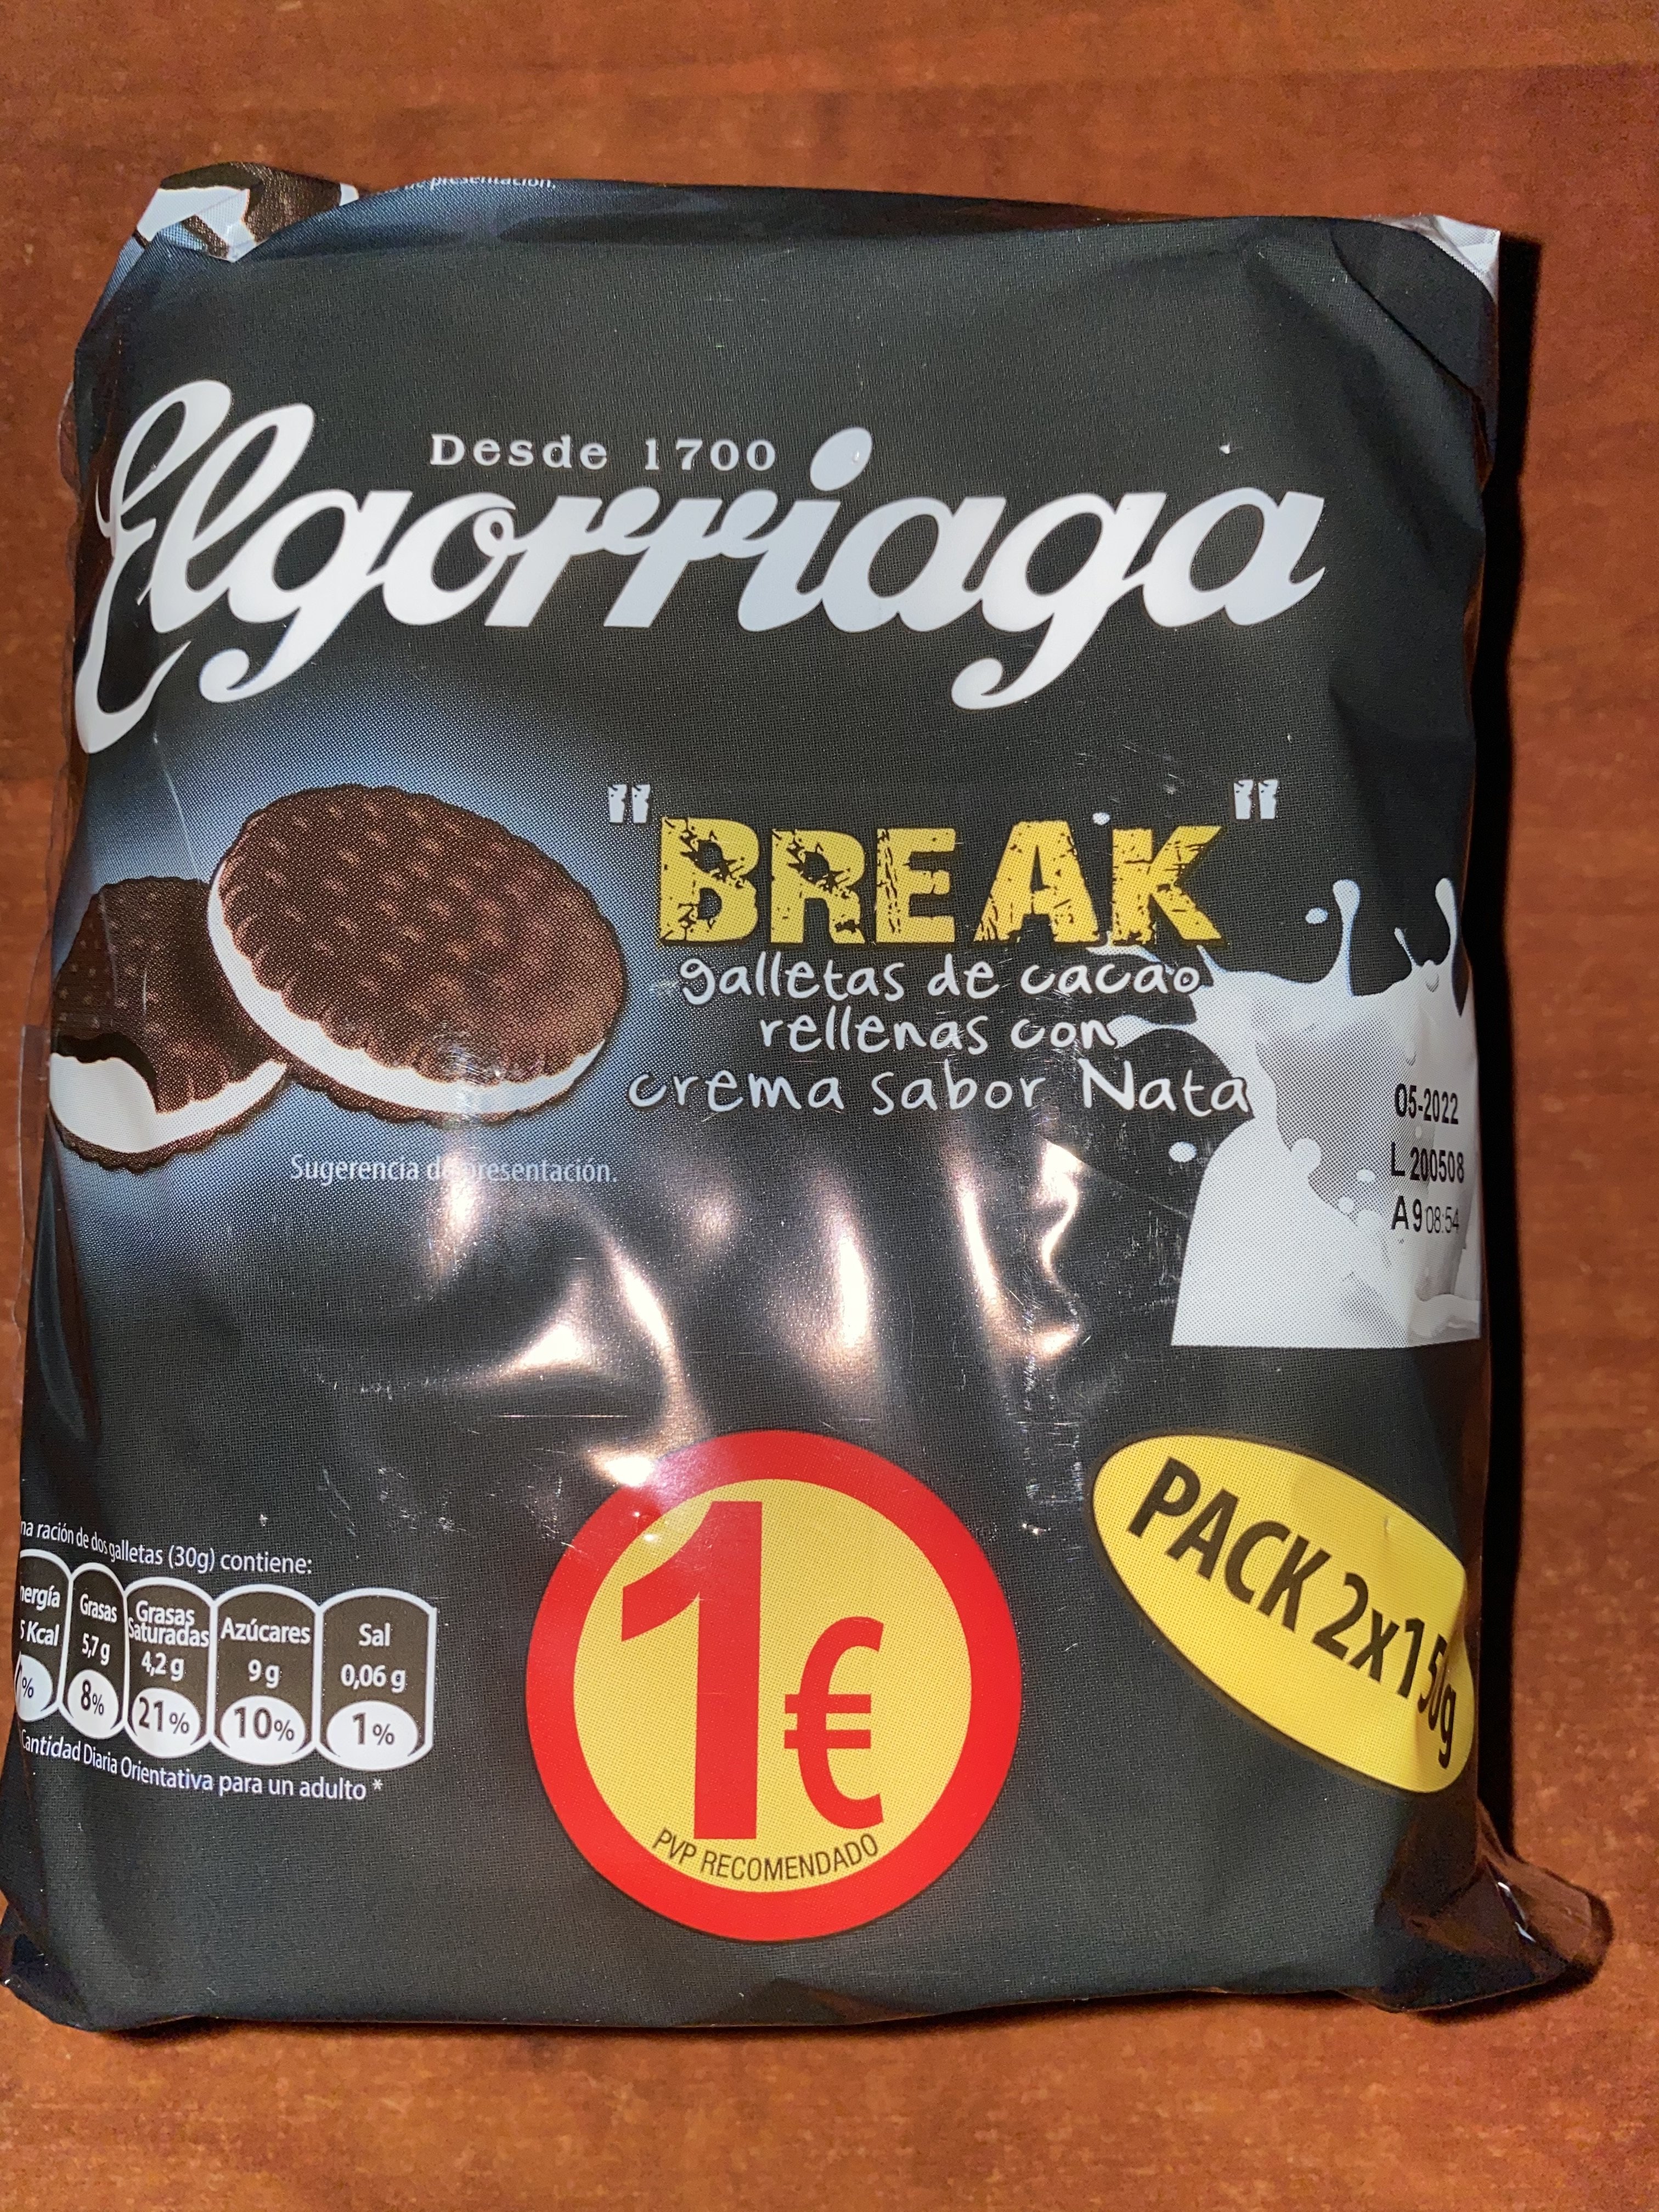 presentación.
Desde 1700
Elgorriaga
"BREAK"
galletas de cacao
rellenas con
crema sabor Nata
Sugerencia de presentación.
05-2022
L 200508
A9 08:54
PACK 2x150g
ración de dos galletas (30g) contiene:
Grasas
5,7 g
8%
Grasas
Saturadas
4,2 g
21%
Azúcares
9 g
10%
Sal
0,06 g
1%
Cantidad Diaria Orientativa para un adulto *
1€
PVP RECOMENDADO